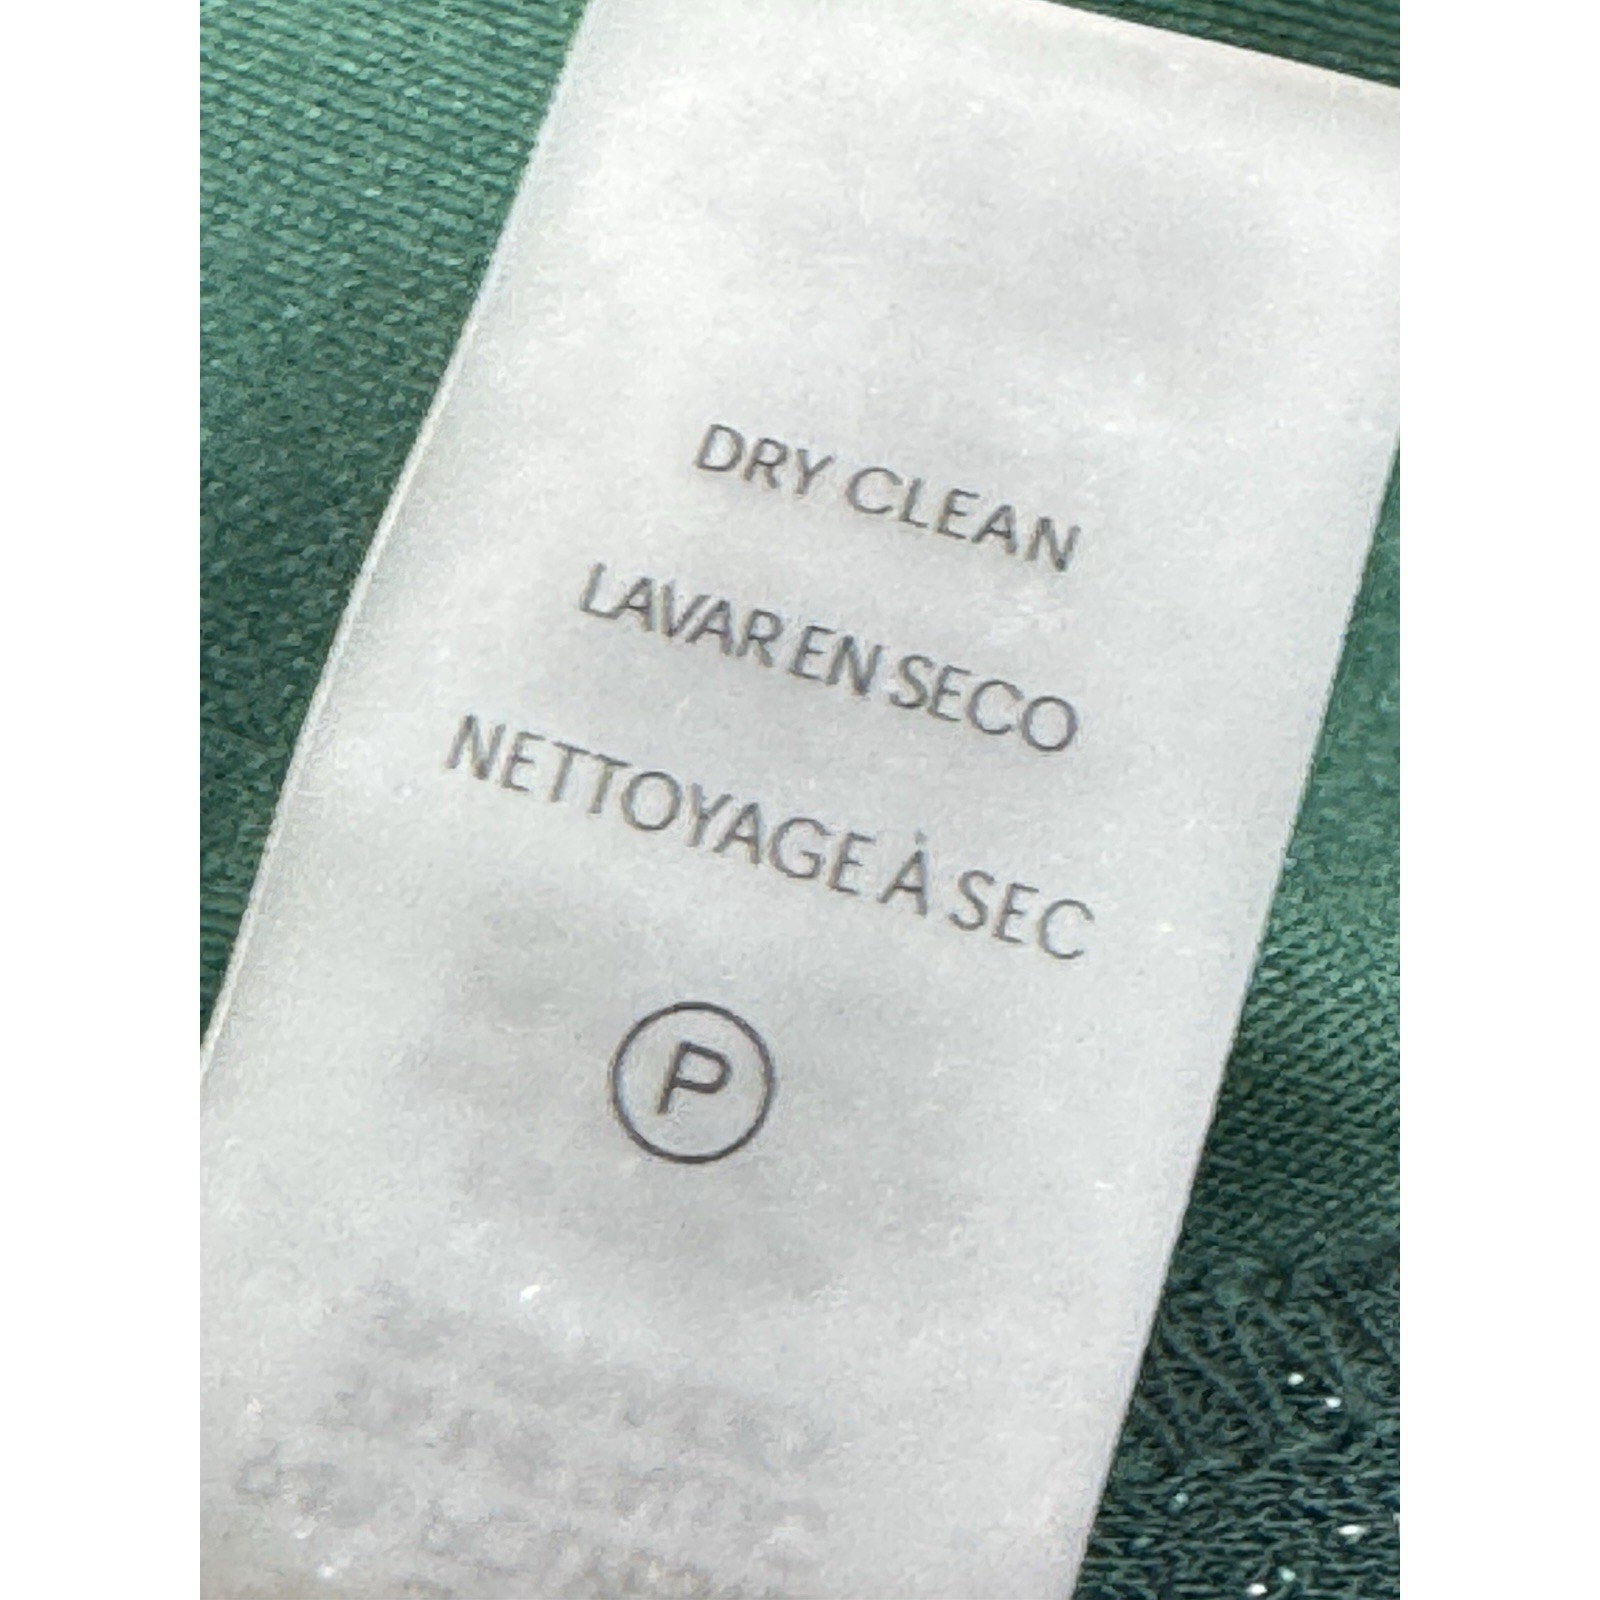 DRY CLEAN
LAVAR EN SECO
NETTOYAGE À SEC
P